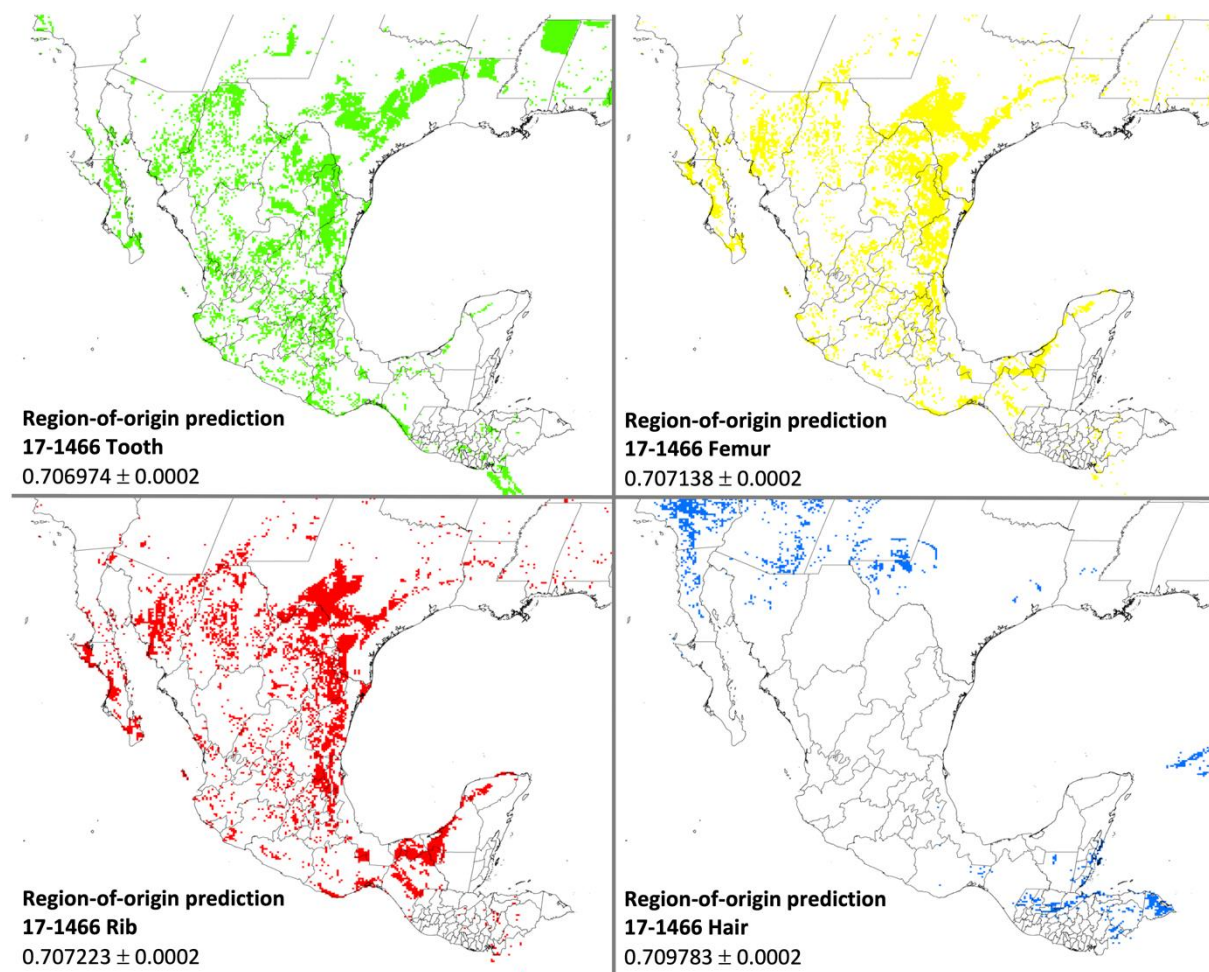 Region-of-origin prediction
17-1466 Tooth
0.706974 ± 0.0002
Region-of-origin prediction
17-1466 Femur
0.707138 ± 0.0002
Region-of-origin prediction
17-1466 Rib
0.707223 ± 0.0002
Region-of-origin prediction
17-1466 Hair
0.709783 ± 0.0002